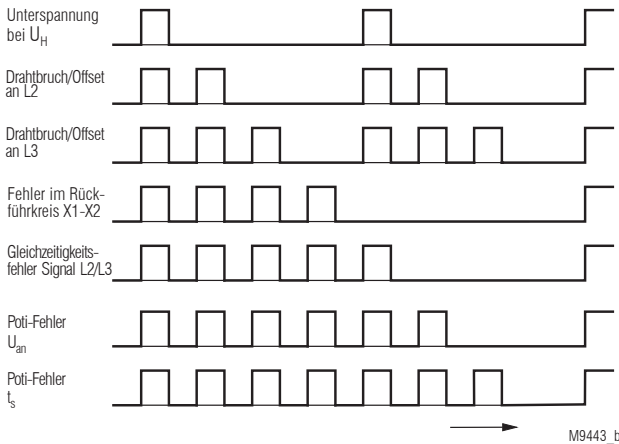 Unterspannung
bei UH
Drahtbruch/Offset
an L2
Drahtbruch/Offset
an L3
Fehler im Rück-
führkreis X1-X2
Gleichzeitigkeits-
fehler Signal L2/L3
Poti-Fehler
Uan
Poti-Fehler
ts
M9443_b